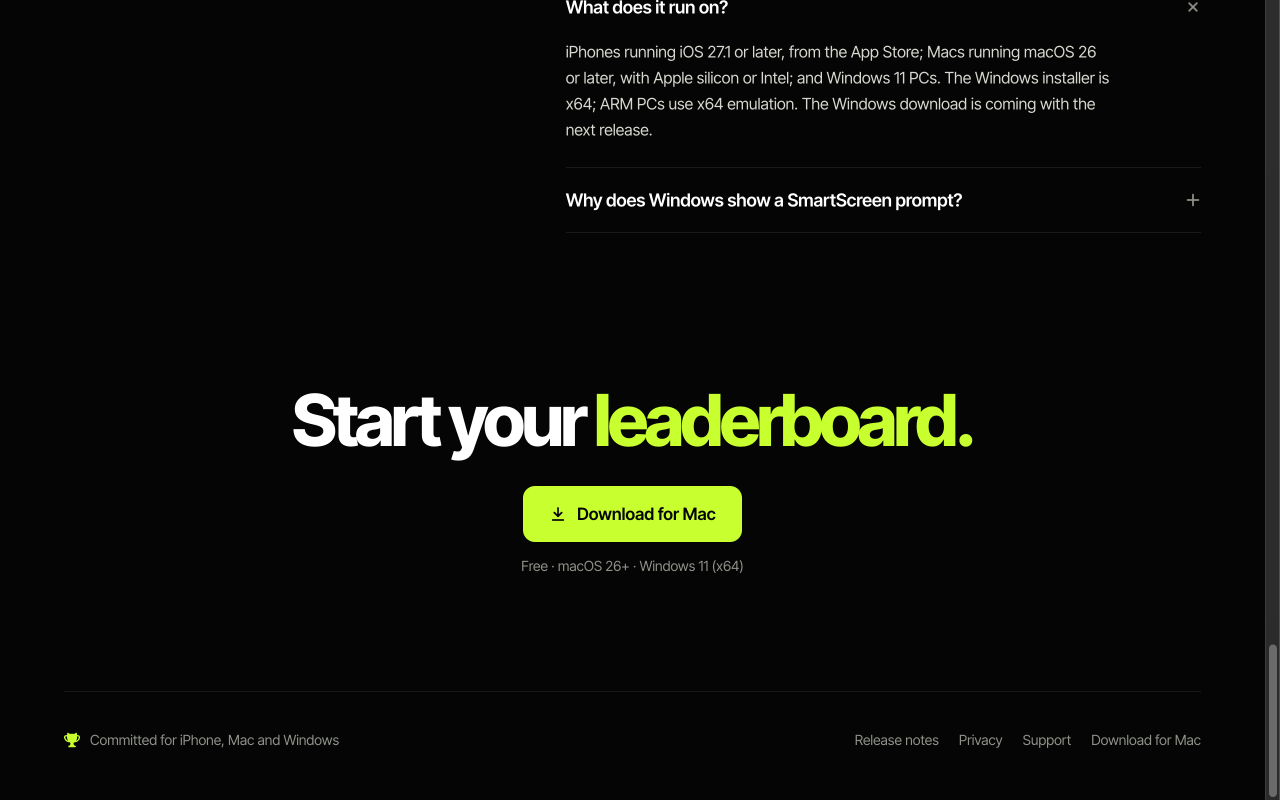 What does it run on?
iPhones running iOS 27.1 or later, from the App Store; Macs running macOS 26
or later, with Apple silicon or Intel; and Windows 11 PCs. The Windows installer is
x64; ARM PCs use x64 emulation. The Windows download is coming with the
next release.
Why does Windows show a SmartScreen prompt?
Start your leaderboard.
Download for Mac
Free · macOS 26+ · Windows 11 (x64)
Committed for iPhone, Mac and Windows
Release notes Privacy Support Download for Mac